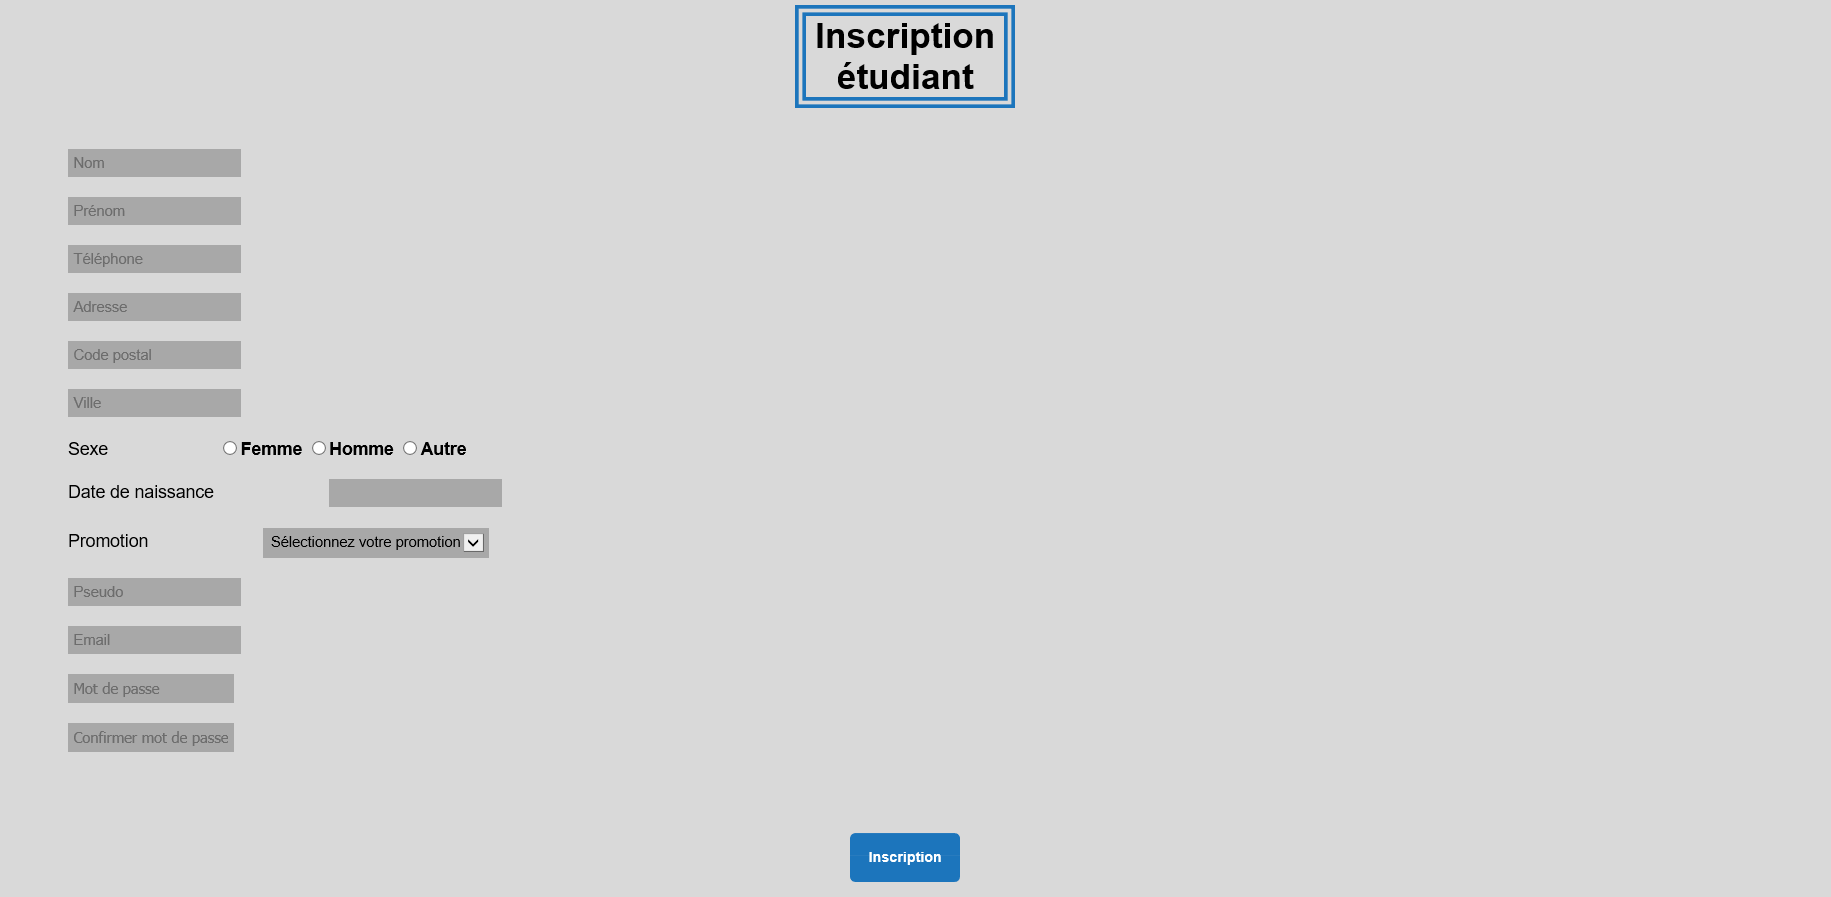 Inscription
étudiant
Nom
Prénom
Téléphone
Adresse
Code postal
Ville
Sexe Femme Homme Autre
Date de naissance
Promotion Sélectionnez votre promotion
Pseudo
Email
Mot de passe
Confirmer mot de passe
Inscription